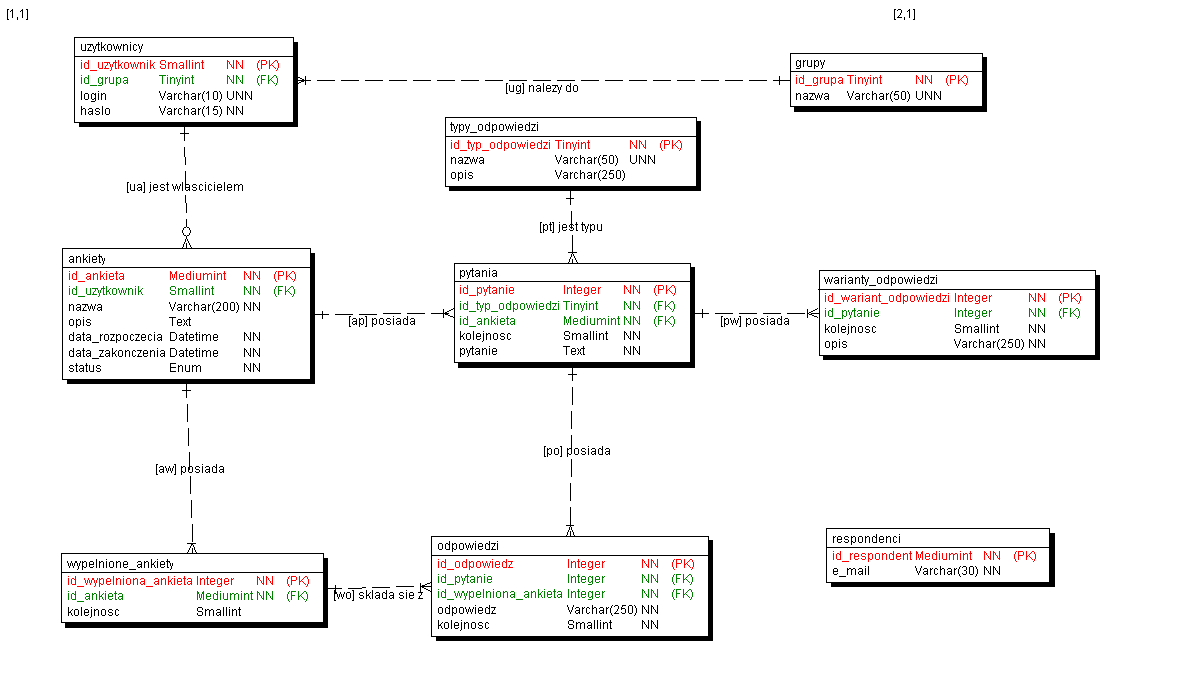 [1,1]
[2,1]
uzytkownicy
id_uzytkownik Smallint NN (PK)
id_grupa Tinyint NN (FK)
login Varchar(10) UNN
haslo Varchar(15) NN
[ug] nalezy do
grupy
id_grupa Tinyint NN (PK)
nazwa Varchar(50) UNN
typy_odpowiedzi
id_typ_odpowiedzi Tinyint NN (PK)
nazwa Varchar(50) UNN
opis Varchar(250)
[ua] jest wlascicielem
[pt] jest typu
ankiety
id_ankieta Mediumint NN (PK)
id_uzytkownik Smallint NN (FK)
nazwa Varchar(200) NN
opis Text
data_rozpoczecia Datetime NN
data_zakonczenia Datetime NN
status Enum NN
[ap] posiada
pytania
id_pytanie Integer NN (PK)
id_typ_odpowiedzi Tinyint NN (FK)
id_ankieta Mediumint NN (FK)
kolejnosc Smallint NN
pytanie Text NN
[pw] posiada
warianty_odpowiedzi
id_wariant_odpowiedzi Integer NN (PK)
id_pytanie Integer NN (FK)
kolejnosc Smallint NN
opis Varchar(250) NN
[aw] posiada
[po] posiada
wypelnione_ankiety
id_wypelniona_ankieta Integer NN (PK)
id_ankieta Mediumint NN (FK)
kolejnosc Smallint
[wo] sklada sie z
odpowiedzi
id_odpowiedz Integer NN (PK)
id_pytanie Integer NN (FK)
id_wypelniona_ankieta Integer NN (FK)
odpowiedz Varchar(250) NN
kolejnosc Smallint NN
respondenci
id_respondent Mediumint NN (PK)
e_mail Varchar(30) NN